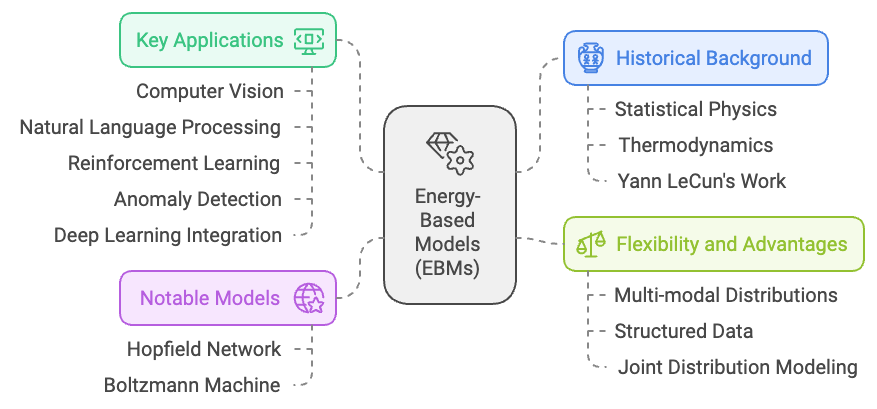 Key Applications
Computer Vision
Natural Language Processing
Reinforcement Learning
Anomaly Detection
Deep Learning Integration
Notable Models
Hopfield Network
Boltzmann Machine
Energy-
Based
Models
(EBMs)
Historical Background
Statistical Physics
Thermodynamics
Yann LeCun's Work
Flexibility and Advantages
Multi-modal Distributions
Structured Data
Joint Distribution Modeling